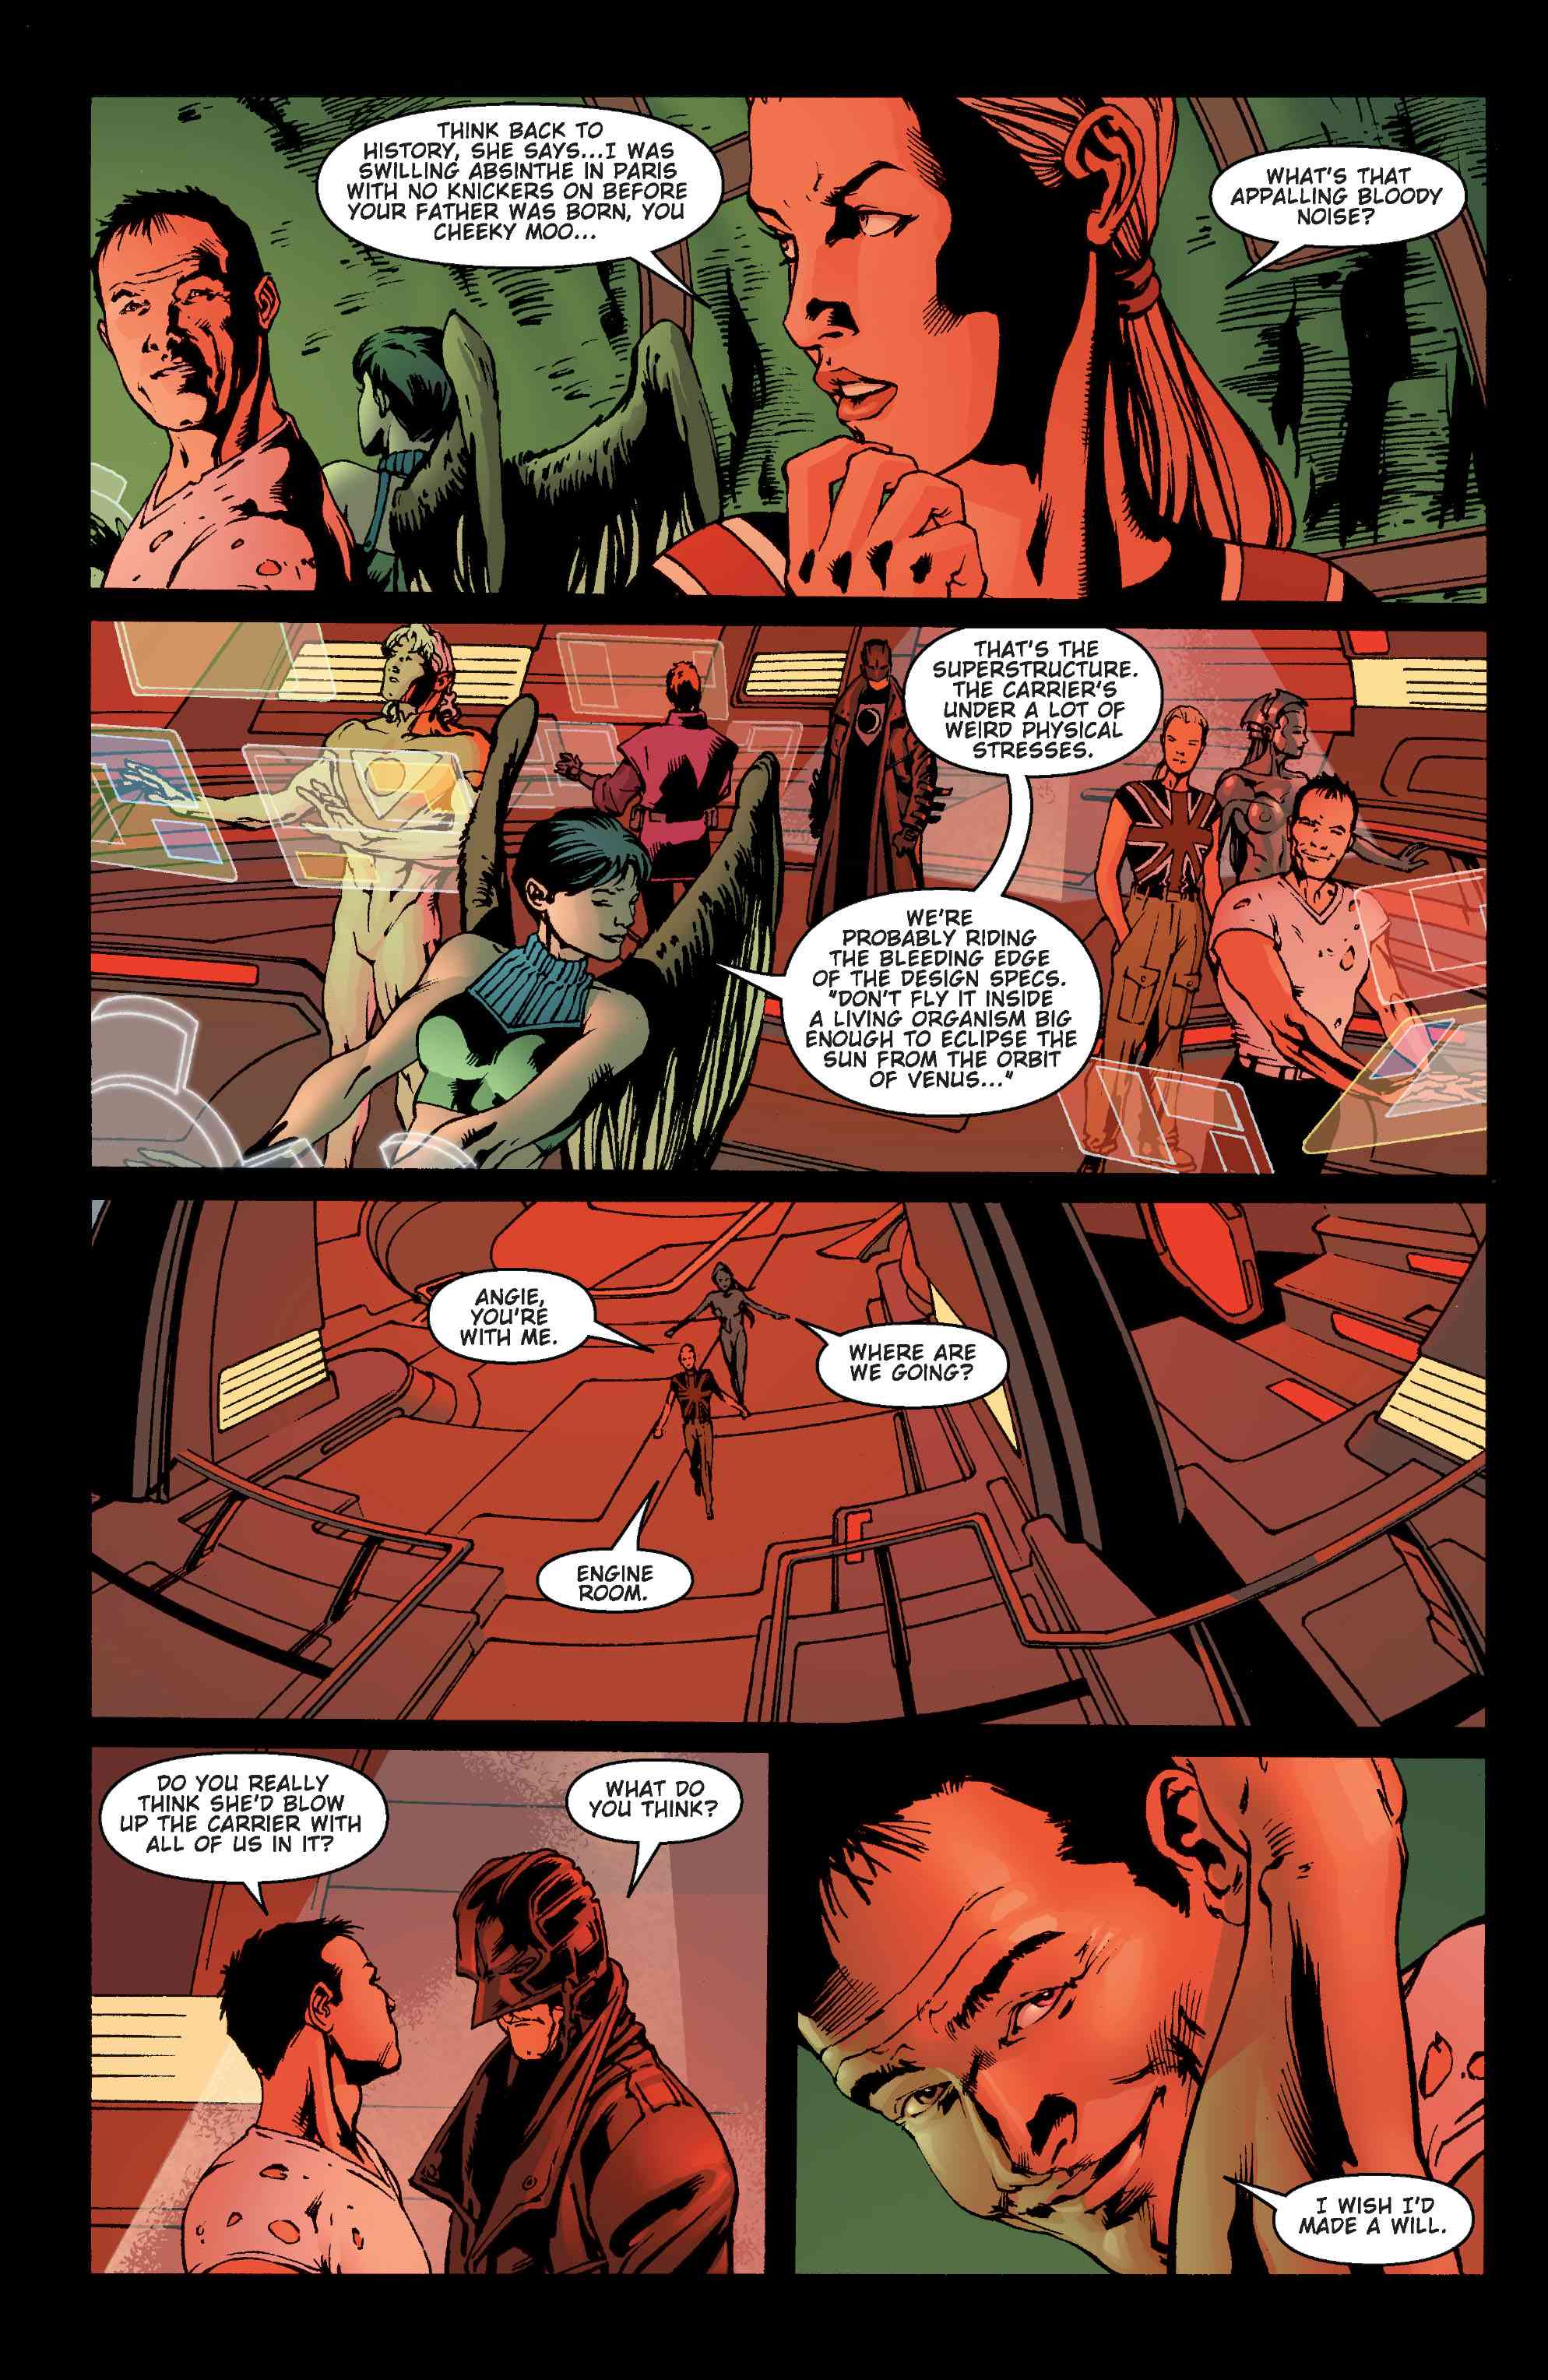 THINK BACK TO
HISTORY, SHE SAYS...I WAS
SWILLING ABSINTHE IN PARIS
WITH NO KNICKERS ON BEFORE
YOUR FATHER WAS BORN, YOU
CHEEKY MOO...
WHAT'S THAT
APPALLING BLOODY
NOISE?
THAT'S THE
SUPERSTRUCTURE.
THE CARRIER'S
UNDER A LOT OF
WEIRD PHYSICAL
STRESSES.
WE'RE
PROBABLY RIDING
THE BLEEDING EDGE
OF THE DESIGN SPECS.
"DON'T FLY IT INSIDE
A LIVING ORGANISM BIG
ENOUGH TO ECLIPSE THE
SUN FROM THE ORBIT
OF VENUS..."
ANGIE,
YOU'RE
WITH ME.
WHERE ARE
WE GOING?
ENGINE
ROOM.
DO YOU REALLY
THINK SHE'D BLOW
UP THE CARRIER WITH
ALL OF US IN IT?
WHAT DO
YOU THINK?
I WISH I'D
MADE A WILL.